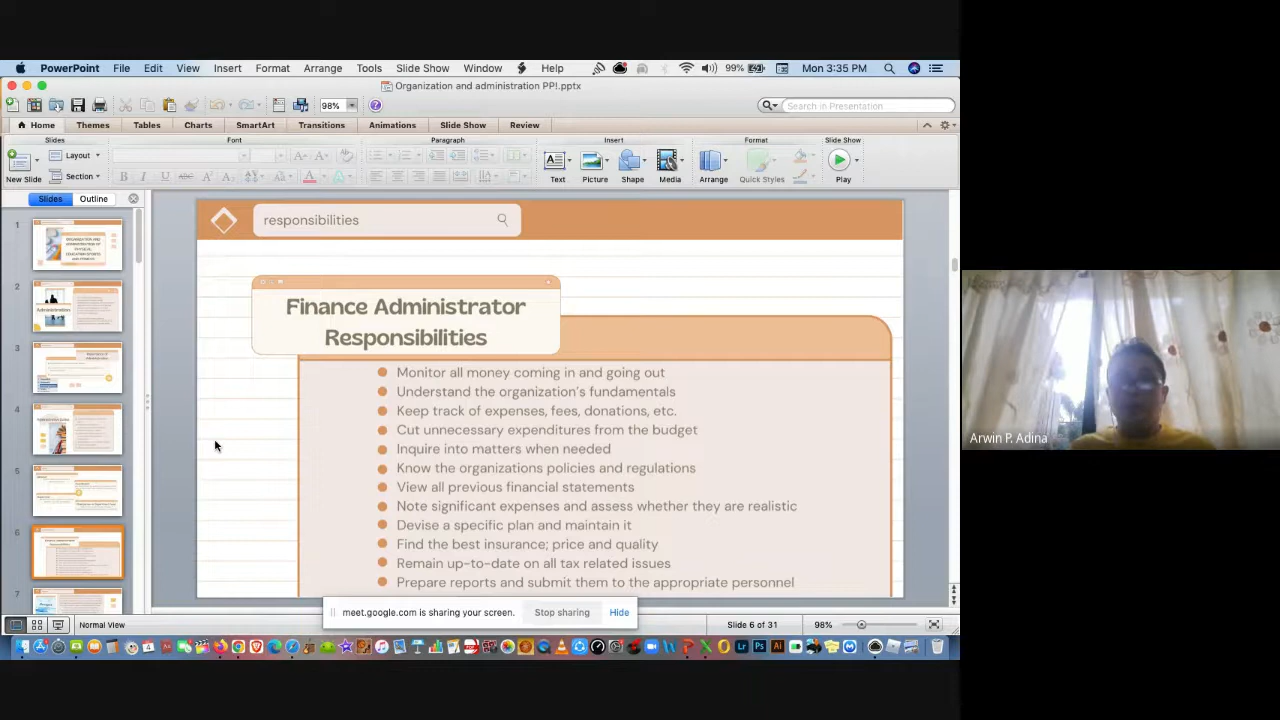 PowerPoint File Edit View Insert Format Arrange Tools Slide Show Window Help 99% Mon 3:35 PM
Organization and administration PP!.pptx
98% Search in Presentation
Home Themes Tables Charts SmartArt Transitions Animations Slide Show Review
Slides Font Paragraph Insert Format Slide Show
Layout
Section
New Slide Text Picture Shape Media Arrange Quick Styles Play
Slides Outline
responsibilities
Finance Administrator
Responsibilities
Monitor all money coming in and going out
Understand the organization's fundamentals
Keep track of expenses, fees, donations, etc.
Cut unnecessary expenditures from the budget
Inquire into matters when needed
Know the organizations policies and regulations
View all previous financial statements
Note significant expenses and assess whether they are realistic
Devise a specific plan and maintain it
Find the best insurance; price and quality
Remain up-to-date on all tax related issues
Prepare reports and submit them to the appropriate personnel
1
2
3
4
5
6
7
meet.google.com is sharing your screen. Stop sharing Hide
Normal View Slide 6 of 31 98%
Arwin P. Adina